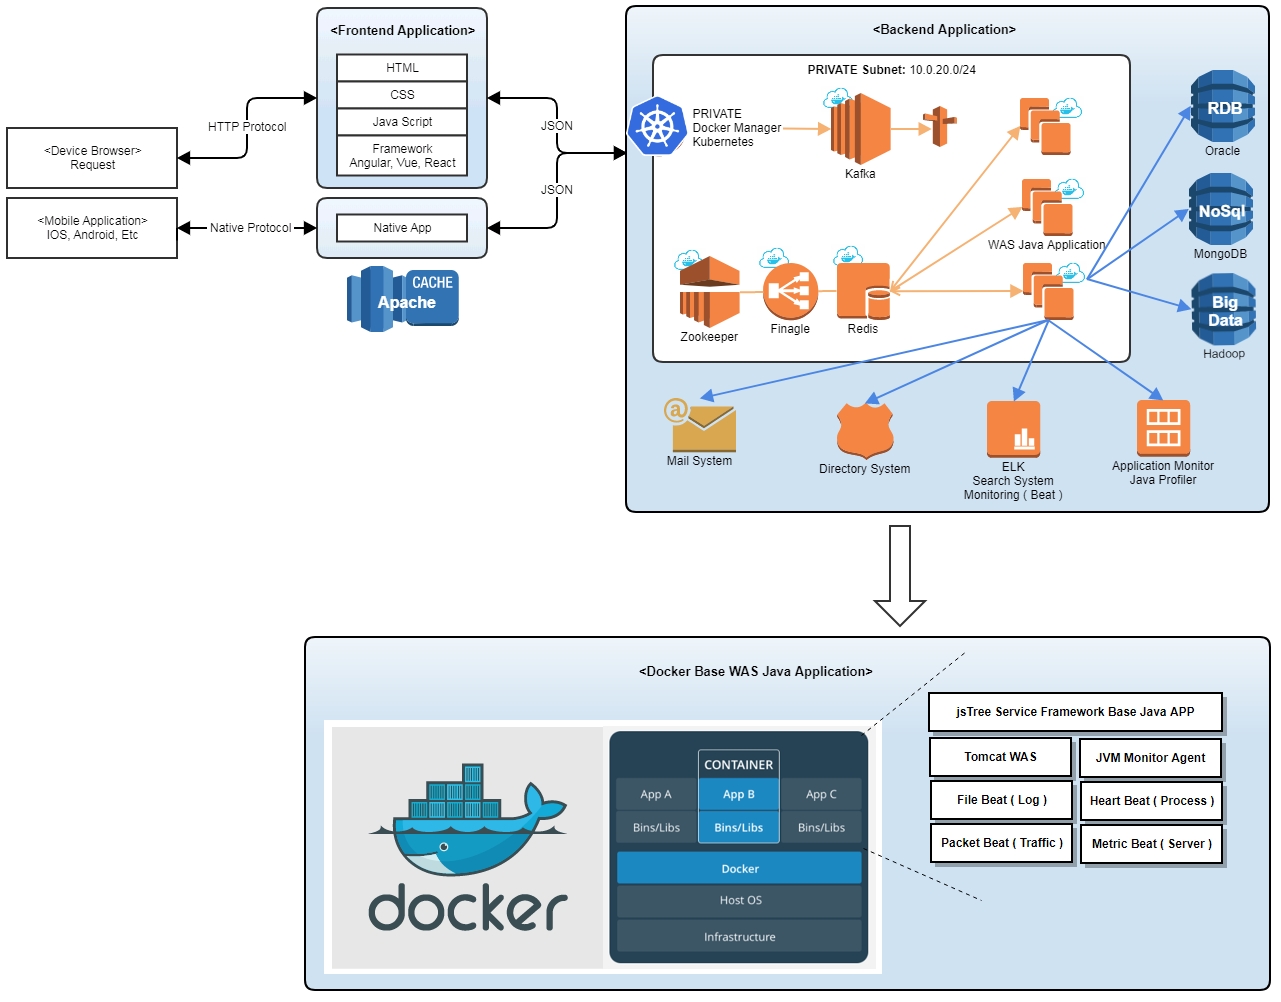 <Frontend Application>
HTML
CSS
Java Script
Framework
Angular, Vue, React
HTTP Protocol
<Device Browser>
Request
<Mobile Application>
IOS, Android, Etc
Native Protocol
Native App
JSON
JSON
CACHE
Apache
<Backend Application>
PRIVATE Subnet: 10.0.20.0/24
PRIVATE
Docker Manager
Kubernetes
Kafka
WAS Java Application
Zookeeper
Finagle
Redis
RDB
Oracle
NoSql
MongoDB
Big
Data
Hadoop
@
Mail System
Directory System
ELK
Search System
Monitoring ( Beat )
Application Monitor
Java Profiler
<Docker Base WAS Java Application>
docker
CONTAINER
App A
App B
App C
Bins/Libs
Bins/Libs
Bins/Libs
Docker
Host OS
Infrastructure
jsTree Service Framework Base Java APP
Tomcat WAS
JVM Monitor Agent
File Beat ( Log )
Heart Beat ( Process )
Packet Beat ( Traffic )
Metric Beat ( Server )